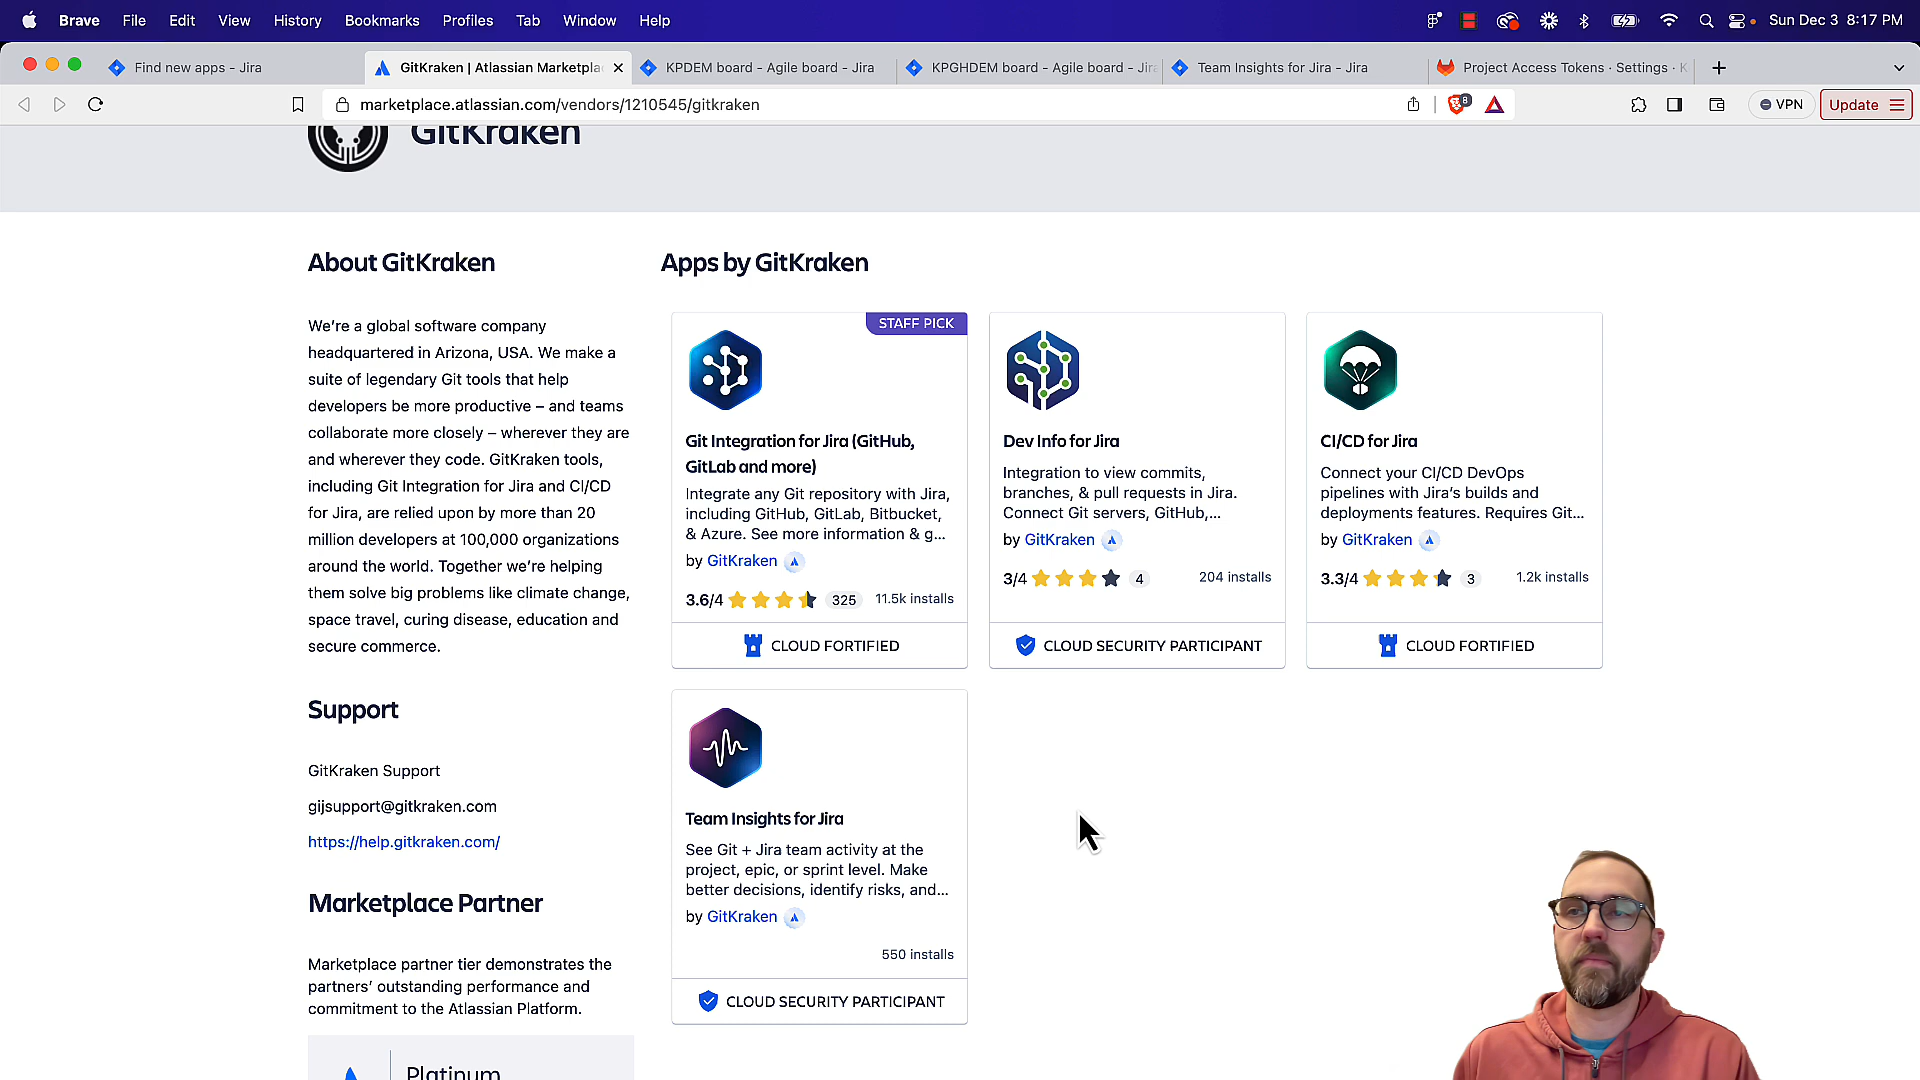 Brave File Edit View History Bookmarks Profiles Tab Window Help Sun Dec 3 8:17 PM
Find new apps - Jira
GitKraken | Atlassian Marketpla
KPDEM board - Agile board - Jira
KPGHDEM board - Agile board - Jira
Team Insights for Jira - Jira
Project Access Tokens · Settings · K
marketplace.atlassian.com/vendors/1210545/gitkraken
8
VPN
Update
GitKraken
About GitKraken
We’re a global software company
headquartered in Arizona, USA. We make a
suite of legendary Git tools that help
developers be more productive – and teams
collaborate more closely – wherever they are
and wherever they code. GitKraken tools,
including Git Integration for Jira and CI/CD
for Jira, are relied upon by more than 20
million developers at 100,000 organizations
around the world. Together we’re helping
them solve big problems like climate change,
space travel, curing disease, education and
secure commerce.
Support
GitKraken Support
gijsupport@gitkraken.com
https://help.gitkraken.com/
Marketplace Partner
Marketplace partner tier demonstrates the
partners’ outstanding performance and
commitment to the Atlassian Platform.
Platinum
Apps by GitKraken
STAFF PICK
Git Integration for Jira (GitHub,
GitLab and more)
Integrate any Git repository with Jira,
including GitHub, GitLab, Bitbucket,
& Azure. See more information & g...
by GitKraken
3.6/4 325 11.5k installs
CLOUD FORTIFIED
Dev Info for Jira
Integration to view commits,
branches, & pull requests in Jira.
Connect Git servers, GitHub,...
by GitKraken
3/4 4 204 installs
CLOUD SECURITY PARTICIPANT
CI/CD for Jira
Connect your CI/CD DevOps
pipelines with Jira’s builds and
deployments features. Requires Git...
by GitKraken
3.3/4 3 1.2k installs
CLOUD FORTIFIED
Team Insights for Jira
See Git + Jira team activity at the
project, epic, or sprint level. Make
better decisions, identify risks, and...
by GitKraken
550 installs
CLOUD SECURITY PARTICIPANT